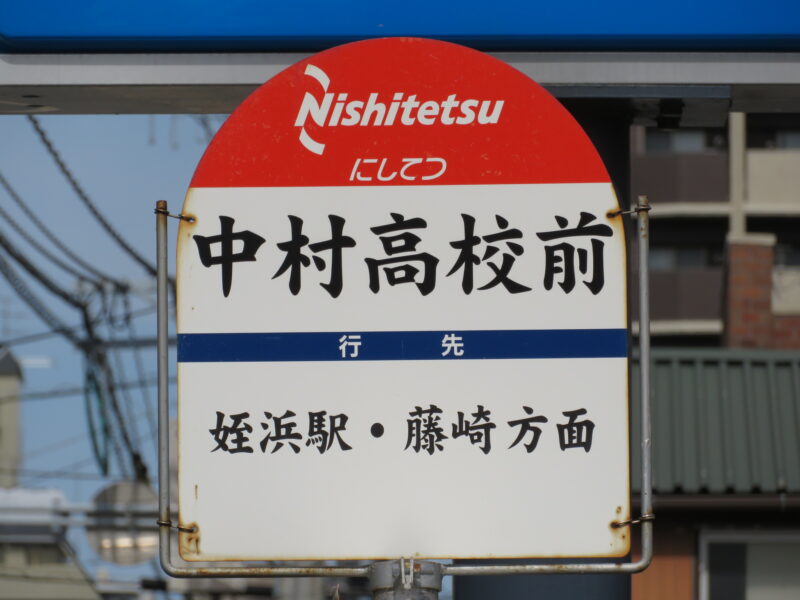 Nishitetsu
にしてつ
中村高校前
行先
姪浜駅・藤崎方面